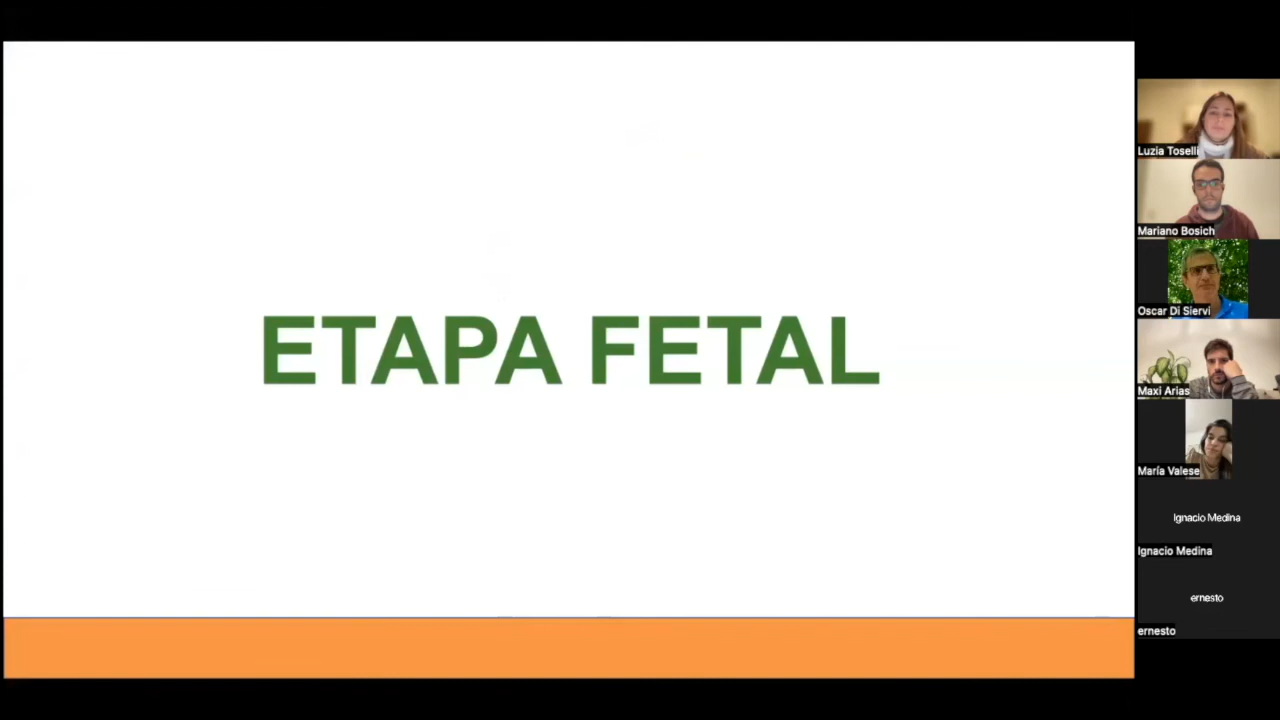 ETAPA FETAL
Luzia Toselli
Mariano Bosich
Oscar Di Siervi
Maxi Arias
María Valese
Ignacio Medina
Ignacio Medina
ernesto
ernesto